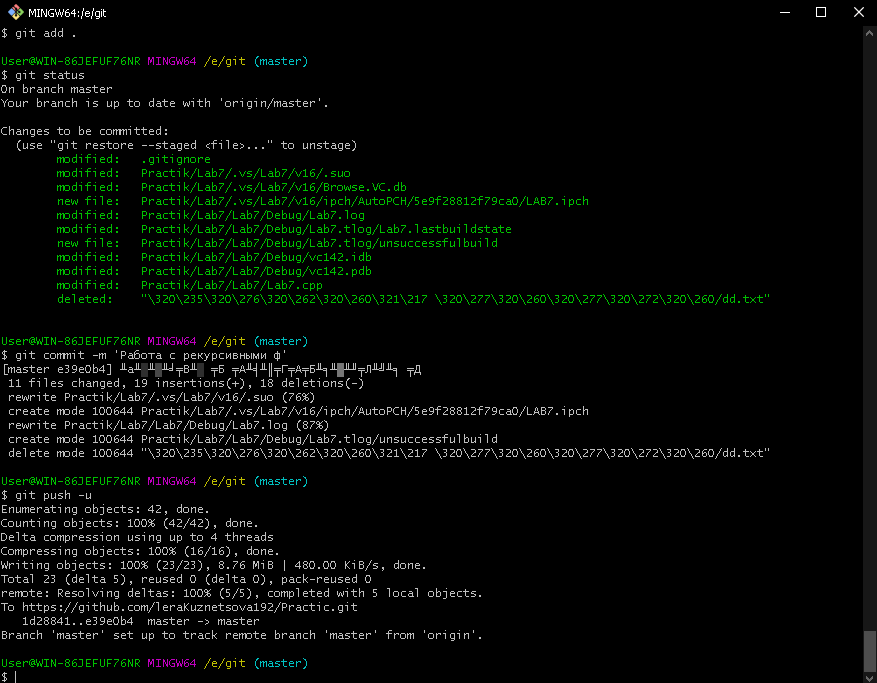 MINGW64:/e/git
$ git add .
User@WIN-86JEFUF76NR MINGW64 /e/git (master)
$ git status
On branch master
Your branch is up to date with 'origin/master'.
Changes to be committed:
(use "git restore --staged <file>..." to unstage)
modified: .gitignore
modified: Practik/Lab7/.vs/Lab7/v16/.suo
modified: Practik/Lab7/.vs/Lab7/v16/Browse.VC.db
new file: Practik/Lab7/.vs/Lab7/v16/ipch/AutoPCH/5e9f28812f79ca0/LAB7.ipch
modified: Practik/Lab7/Lab7/Debug/Lab7.log
modified: Practik/Lab7/Lab7/Debug/Lab7.tlog/Lab7.lastbuildstate
new file: Practik/Lab7/Lab7/Debug/Lab7.tlog/unsuccessfulbuild
modified: Practik/Lab7/Lab7/Debug/vc142.idb
modified: Practik/Lab7/Lab7/Debug/vc142.pdb
modified: Practik/Lab7/Lab7/Lab7.cpp
deleted: "\320\235\320\276\320\262\320\260\321\217 \320\277\320\260\320\277\320\272\320\260/dd.txt"
User@WIN-86JEFUF76NR MINGW64 /e/git (master)
$ git commit -m 'Работа с рекурсивными ф'
[master e39e0b4]
11 files changed, 19 insertions(+), 18 deletions(-)
rewrite Practik/Lab7/.vs/Lab7/v16/.suo (76%)
create mode 100644 Practik/Lab7/.vs/Lab7/v16/ipch/AutoPCH/5e9f28812f79ca0/LAB7.ipch
rewrite Practik/Lab7/Lab7/Debug/Lab7.log (87%)
create mode 100644 Practik/Lab7/Lab7/Debug/Lab7.tlog/unsuccessfulbuild
delete mode 100644 "\320\235\320\276\320\262\320\260\321\217 \320\277\320\260\320\277\320\272\320\260/dd.txt"
User@WIN-86JEFUF76NR MINGW64 /e/git (master)
$ git push -u
Enumerating objects: 42, done.
Counting objects: 100% (42/42), done.
Delta compression using up to 4 threads
Compressing objects: 100% (16/16), done.
Writing objects: 100% (23/23), 8.76 MiB | 480.00 KiB/s, done.
Total 23 (delta 5), reused 0 (delta 0), pack-reused 0
remote: Resolving deltas: 100% (5/5), completed with 5 local objects.
To https://github.com/leraKuznetsova192/Practic.git
1d28841..e39e0b4 master -> master
Branch 'master' set up to track remote branch 'master' from 'origin'.
User@WIN-86JEFUF76NR MINGW64 /e/git (master)
$